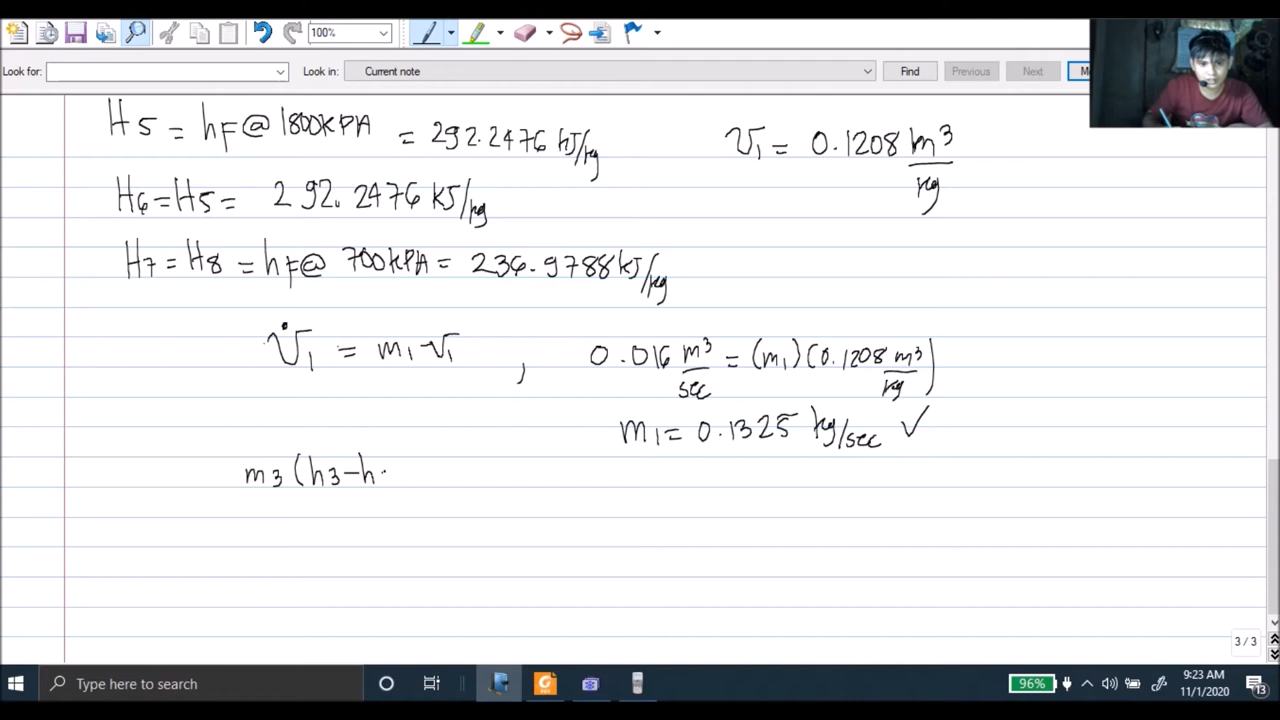 100%
Look for:
Look in:
Current note
Find
Previous
Next
H5 = hF@ 1800KPA = 292.2476 kJ/kg
v1 = 0.1208 m3/kg
H6 = H5 = 292.2476 KJ/kg
H7 = H8 = hF@ 700KPA = 236.9788 kJ/kg
V̇1 = m1 v1 , 0.016 m3/sec = (m1)(0.1208 m3/kg)
m1 = 0.1325 kg/sec ✓
m3 (h3-h
3 / 3
Type here to search
96%
9:23 AM
11/1/2020
13